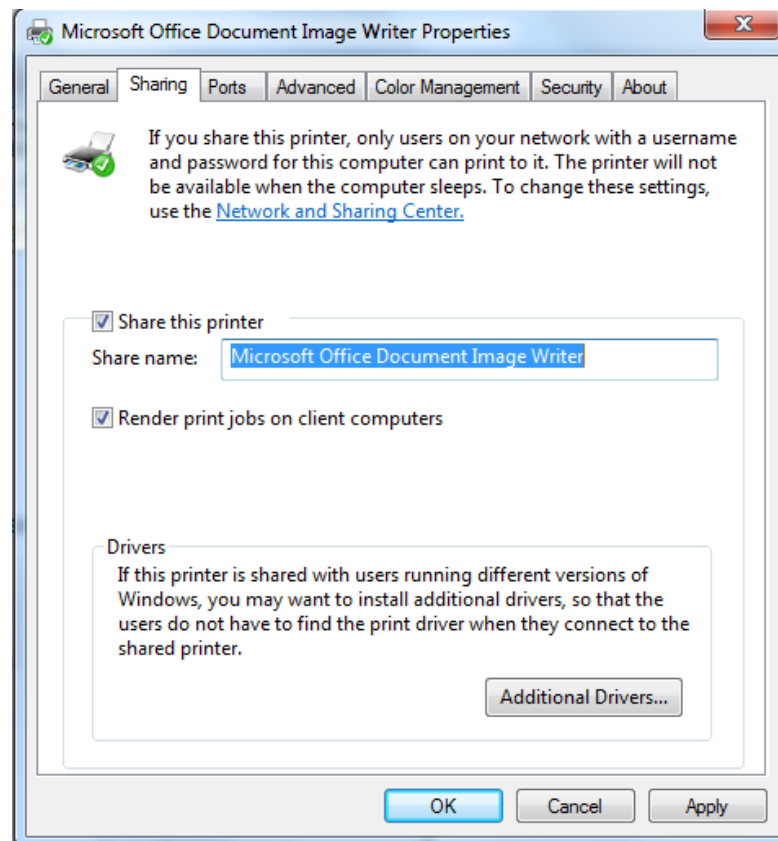 Microsoft Office Document Image Writer Properties
General Sharing Ports Advanced Color Management Security About
If you share this printer, only users on your network with a username
and password for this computer can print to it. The printer will not
be available when the computer sleeps. To change these settings,
use the Network and Sharing Center.
Share this printer
Share name: Microsoft Office Document Image Writer
Render print jobs on client computers
Drivers
If this printer is shared with users running different versions of
Windows, you may want to install additional drivers, so that the
users do not have to find the print driver when they connect to the
shared printer.
Additional Drivers...
OK Cancel Apply